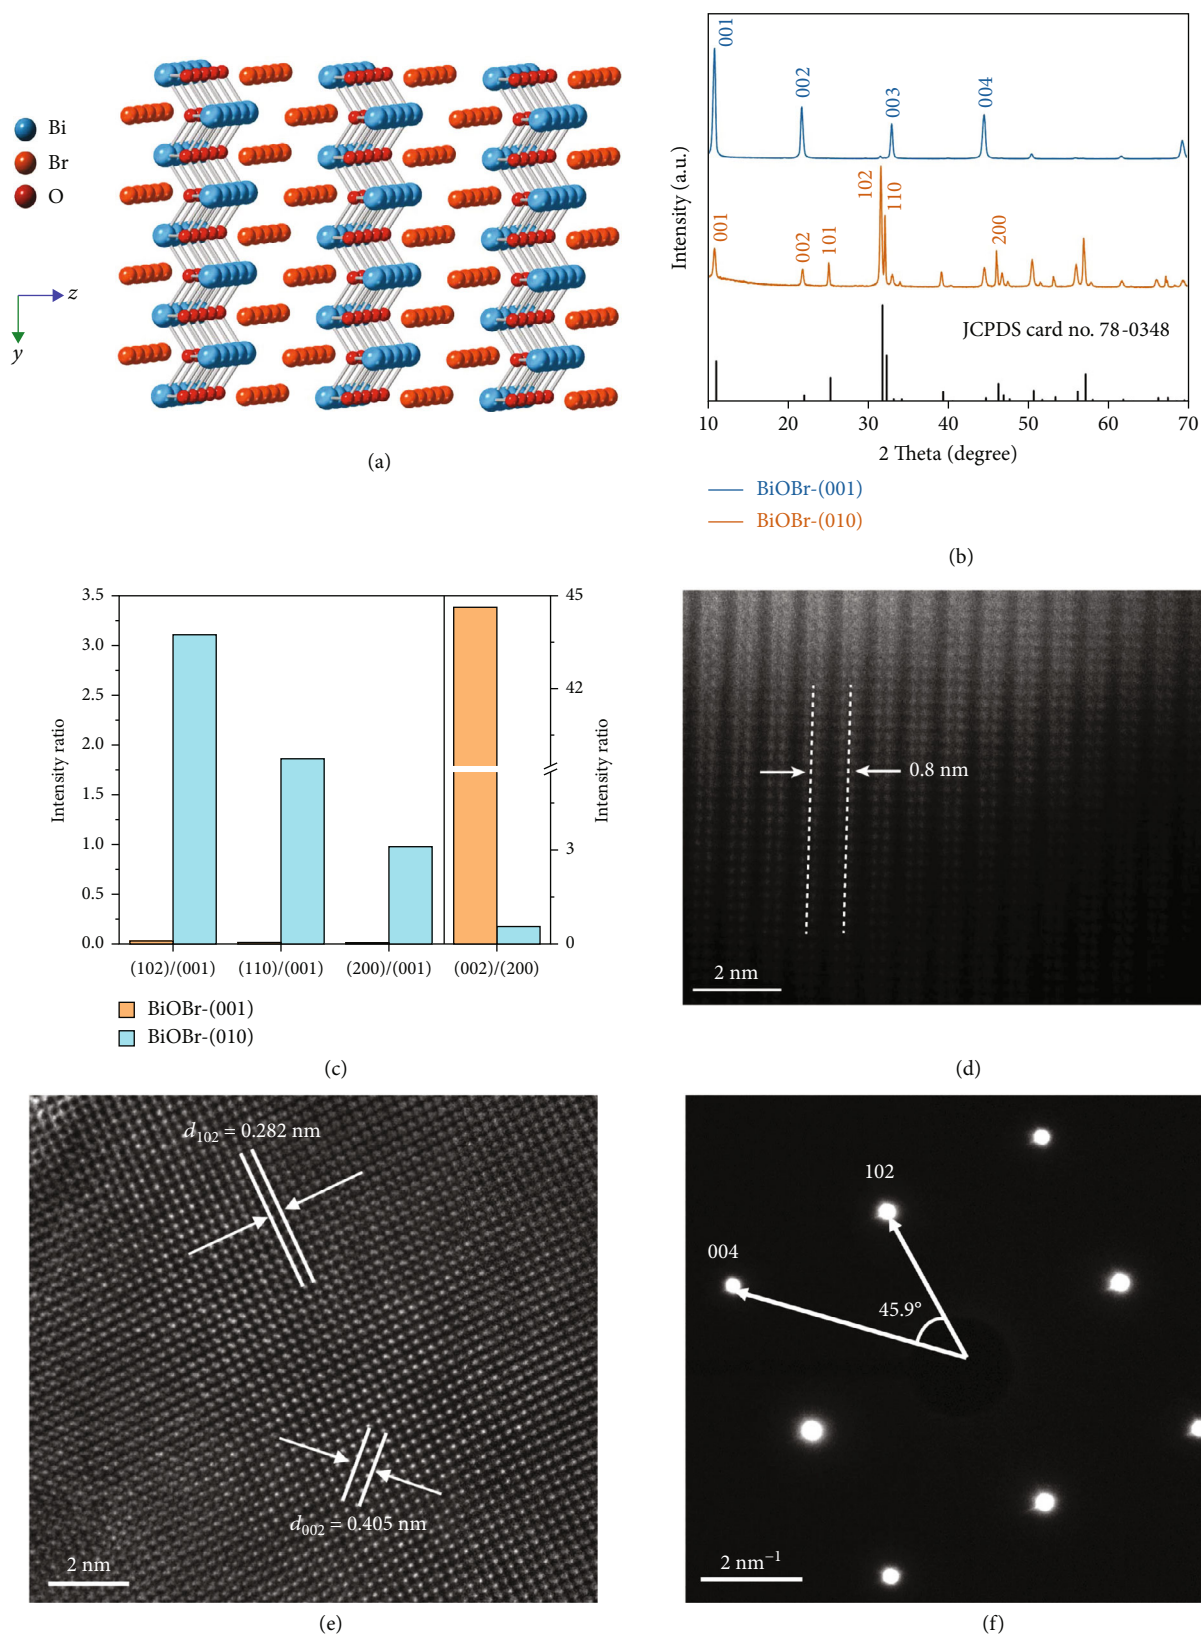 Bi
Br
O
z
y
(a)
Intensity (a.u.)
001
002
003
004
001
002
101
102
110
200
JCPDS card no. 78-0348
10 20 30 40 50 60 70
2 Theta (degree)
BiOBr-(001)
BiOBr-(010)
(b)
Intensity ratio
3.5
3.0
2.5
2.0
1.5
1.0
0.5
0.0
45
42
3
0
Intensity ratio
(102)/(001) (110)/(001) (200)/(001) (002)/(200)
BiOBr-(001)
BiOBr-(010)
(c)
0.8 nm
2 nm
(d)
d102 = 0.282 nm
d002 = 0.405 nm
2 nm
(e)
102
004
45.9°
2 nm−1
(f)